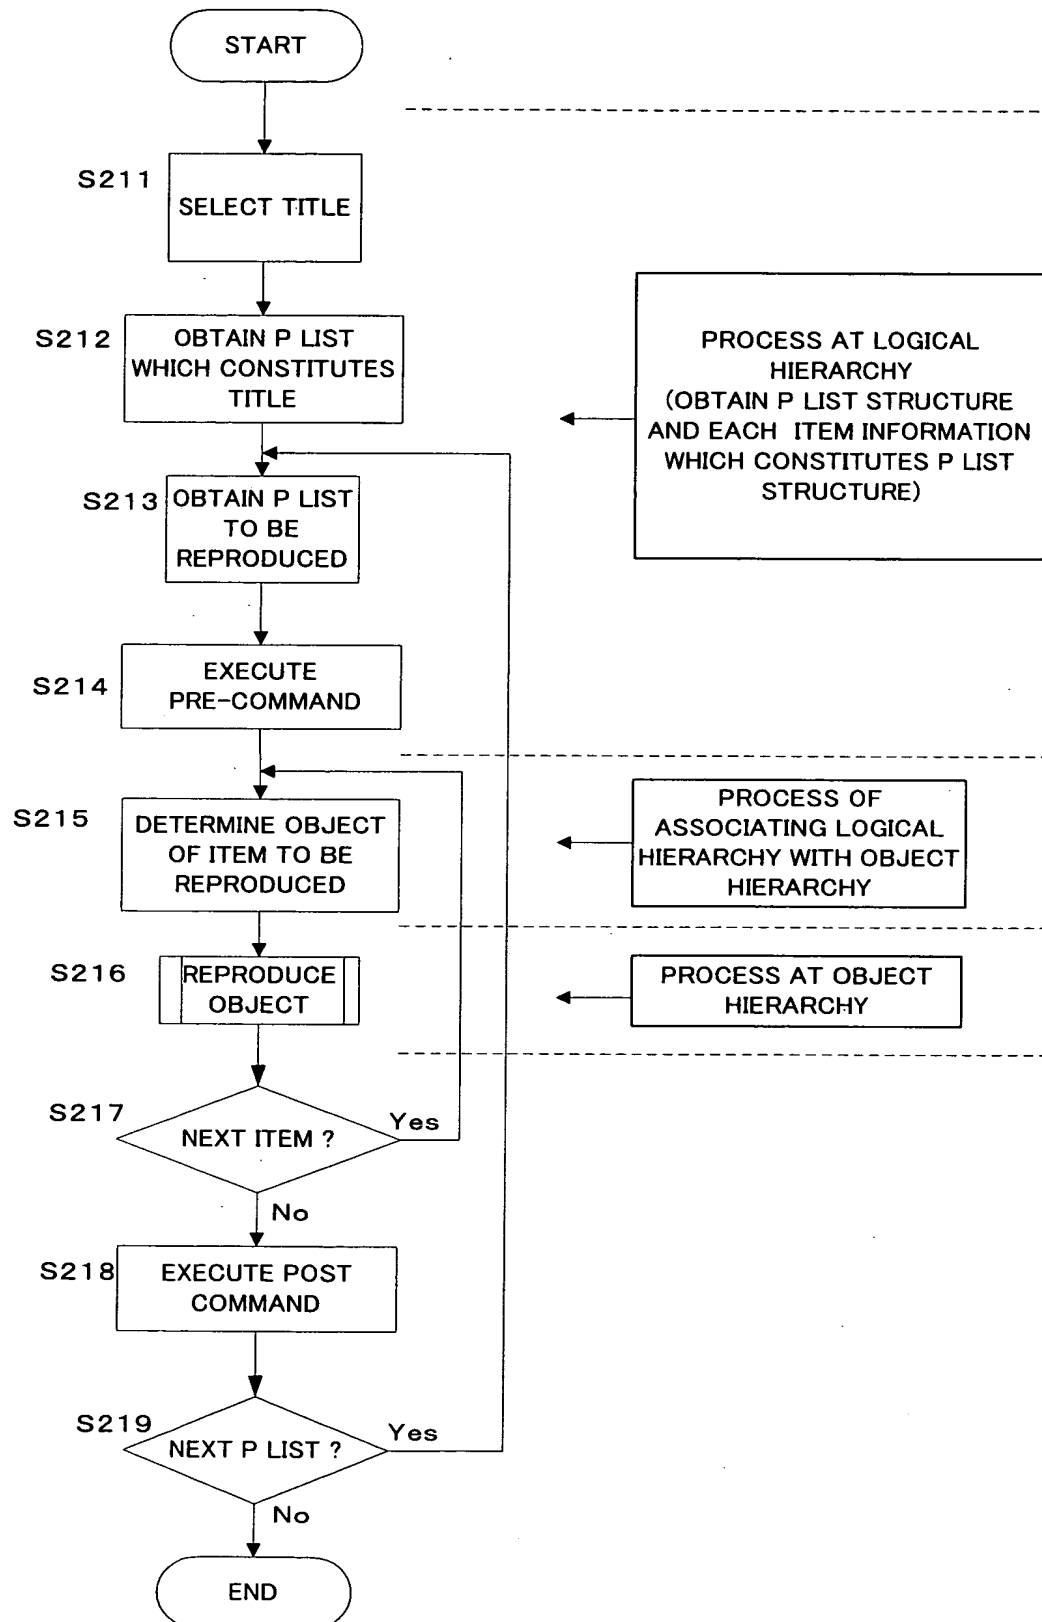 START
S211
SELECT TITLE
S212
OBTAIN P LIST
WHICH CONSTITUTES
TITLE
PROCESS AT LOGICAL
HIERARCHY
(OBTAIN P LIST STRUCTURE
AND EACH ITEM INFORMATION
WHICH CONSTITUTES P LIST
STRUCTURE)
S213
OBTAIN P LIST
TO BE
REPRODUCED
S214
EXECUTE
PRE-COMMAND
S215
DETERMINE OBJECT
OF ITEM TO BE
REPRODUCED
PROCESS OF
ASSOCIATING LOGICAL
HIERARCHY WITH OBJECT
HIERARCHY
S216
REPRODUCE
OBJECT
PROCESS AT OBJECT
HIERARCHY
S217
NEXT ITEM ?
Yes
No
S218
EXECUTE POST
COMMAND
S219
NEXT P LIST ?
Yes
No
END